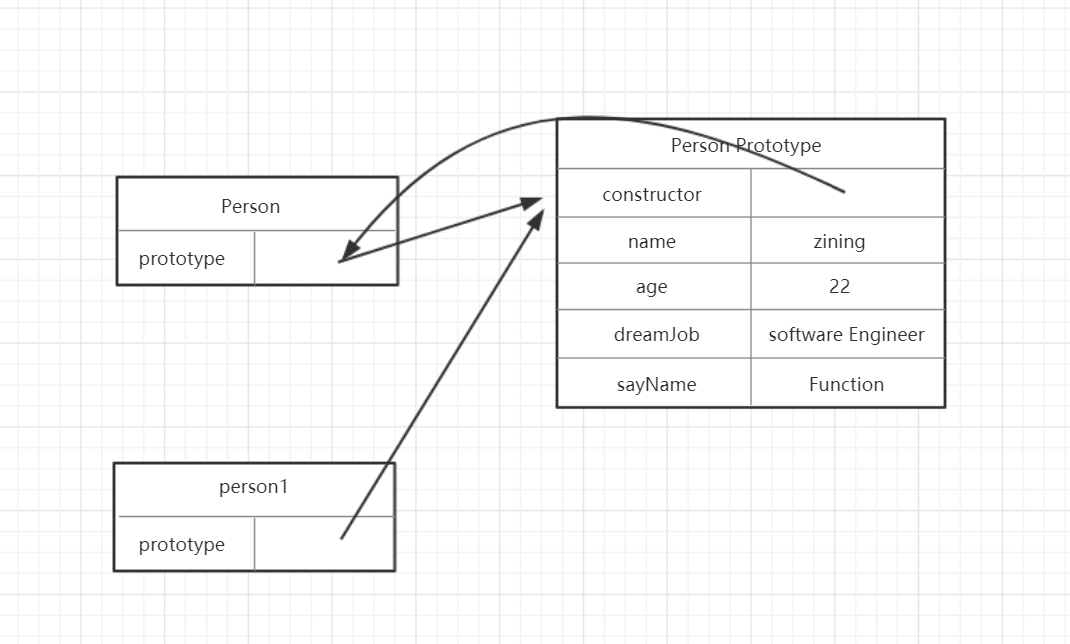 Person Prototype
constructor
name zining
age 22
dreamJob software Engineer
sayName Function
Person
prototype
person1
prototype